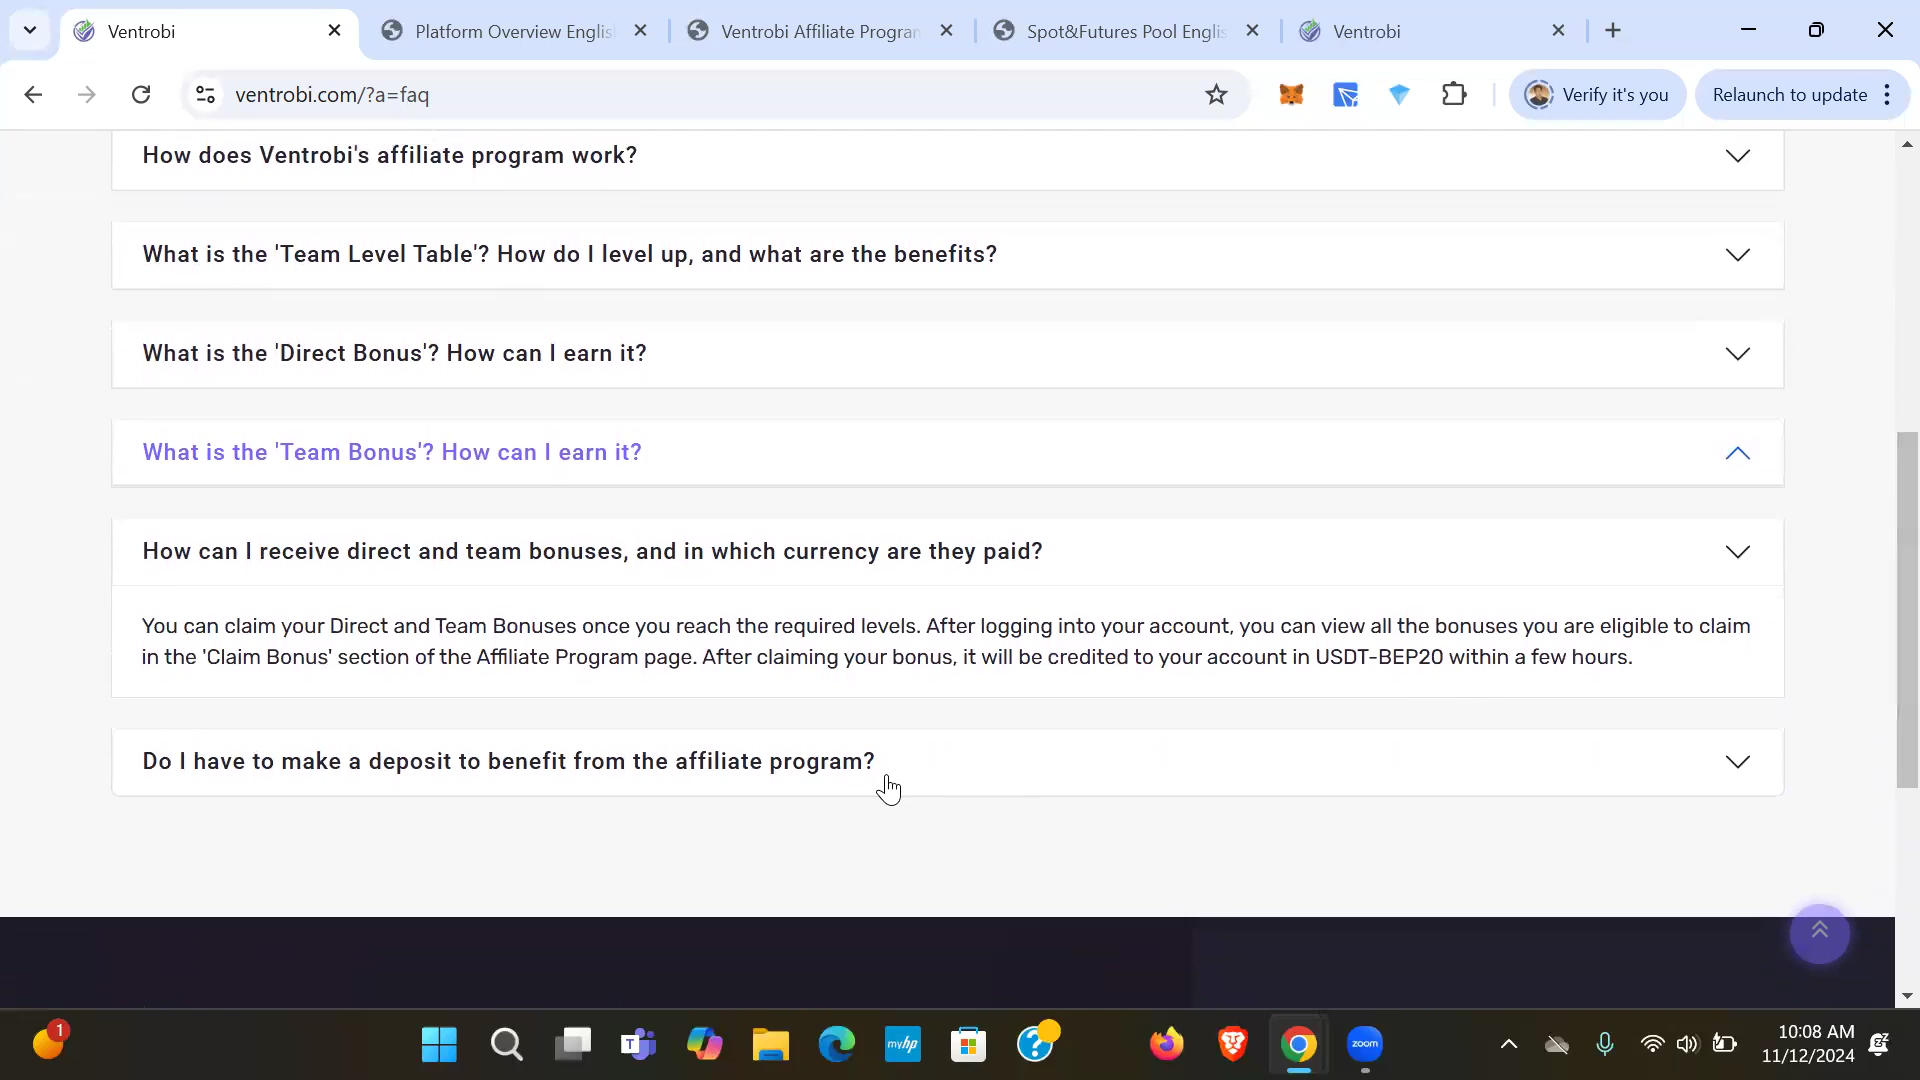 Ventrobi
Platform Overview Englis
Ventrobi Affiliate Program
Spot&Futures Pool Englis
Ventrobi
ventrobi.com/?a=faq
Verify it's you
Relaunch to update
How does Ventrobi's affiliate program work?
What is the 'Team Level Table'? How do I level up, and what are the benefits?
What is the 'Direct Bonus'? How can I earn it?
What is the 'Team Bonus'? How can I earn it?
How can I receive direct and team bonuses, and in which currency are they paid?
You can claim your Direct and Team Bonuses once you reach the required levels. After logging into your account, you can view all the bonuses you are eligible to claim
in the 'Claim Bonus' section of the Affiliate Program page. After claiming your bonus, it will be credited to your account in USDT-BEP20 within a few hours.
Do I have to make a deposit to benefit from the affiliate program?
1
T
myhp
?
zoom
10:08 AM
11/12/2024